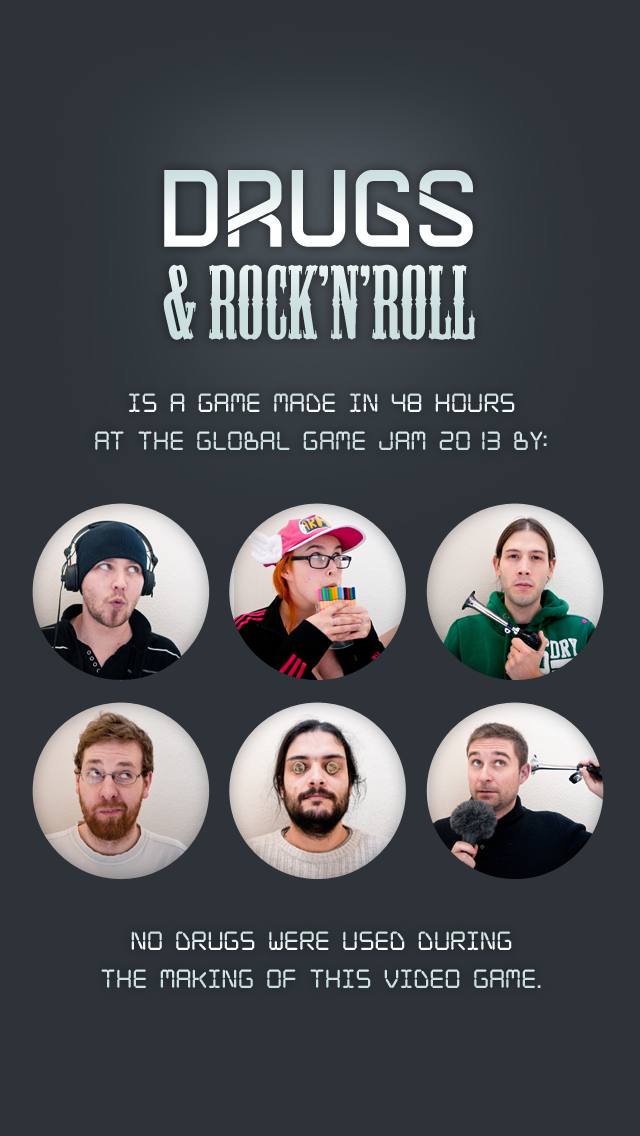 DRUGS
& ROCK'N'ROLL
IS A GAME MADE IN 48 HOURS
AT THE GLOBAL GAME JAM 2013 BY:
DRY
NO DRUGS WERE USED DURING
THE MAKING OF THIS VIDEO GAME.